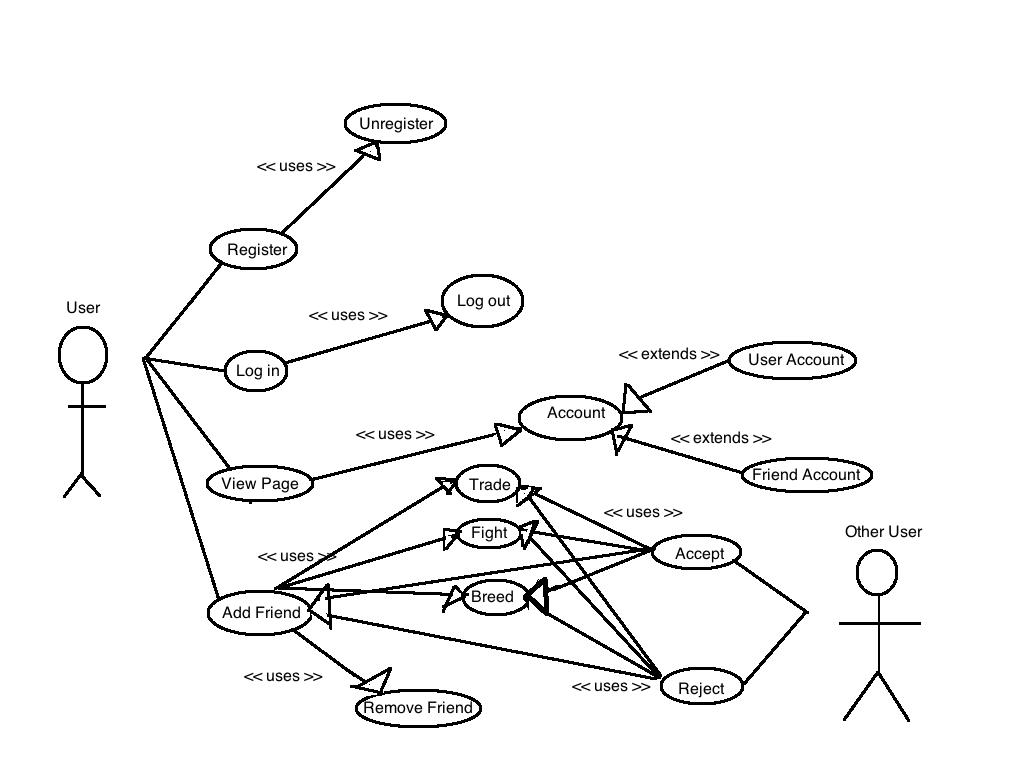 Unregister
<< uses >>
Register
User
Log out
<< uses >>
Log in
<< extends >>
User Account
Account
<< uses >>
<< extends >>
View Page
Trade
Friend Account
<< uses >>
Fight
Other User
<< uses >>
Accept
Breed
Add Friend
<< uses >>
<< uses >>
Reject
Remove Friend